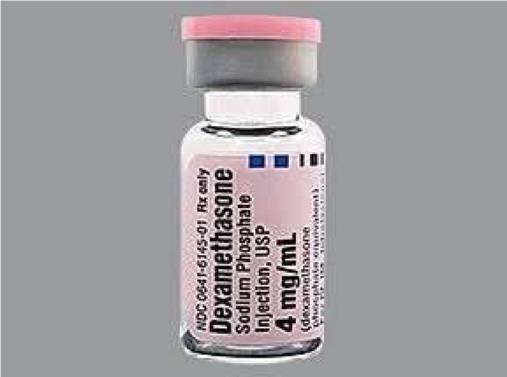 NDC 0641-6145-01 Rx only
Dexamethasone
Sodium Phosphate
Injection, USP
4 mg/mL
(dexamethasone
phosphate equivalent)